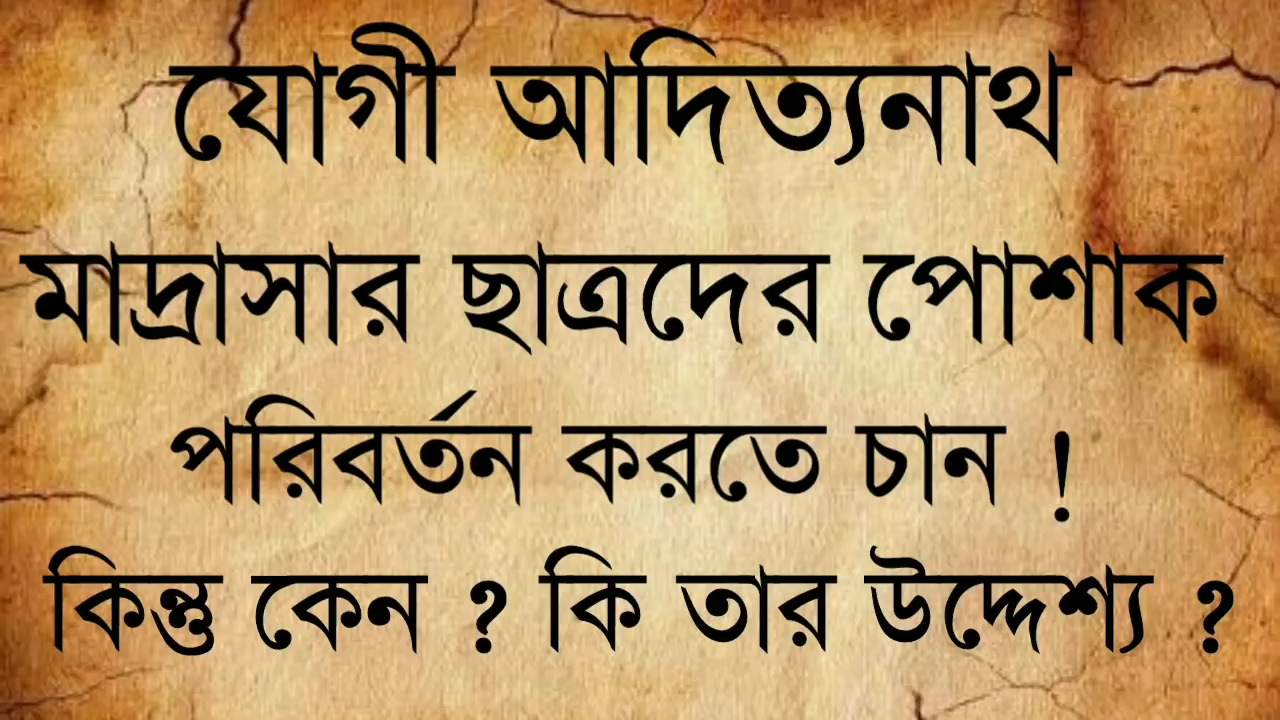 যোগী আদিত্যনাথ
মাদ্রাসার ছাত্রদের পোশাক
পরিবর্তন করতে চান !
কিন্তু কেন ? কি তার উদ্দেশ্য ?